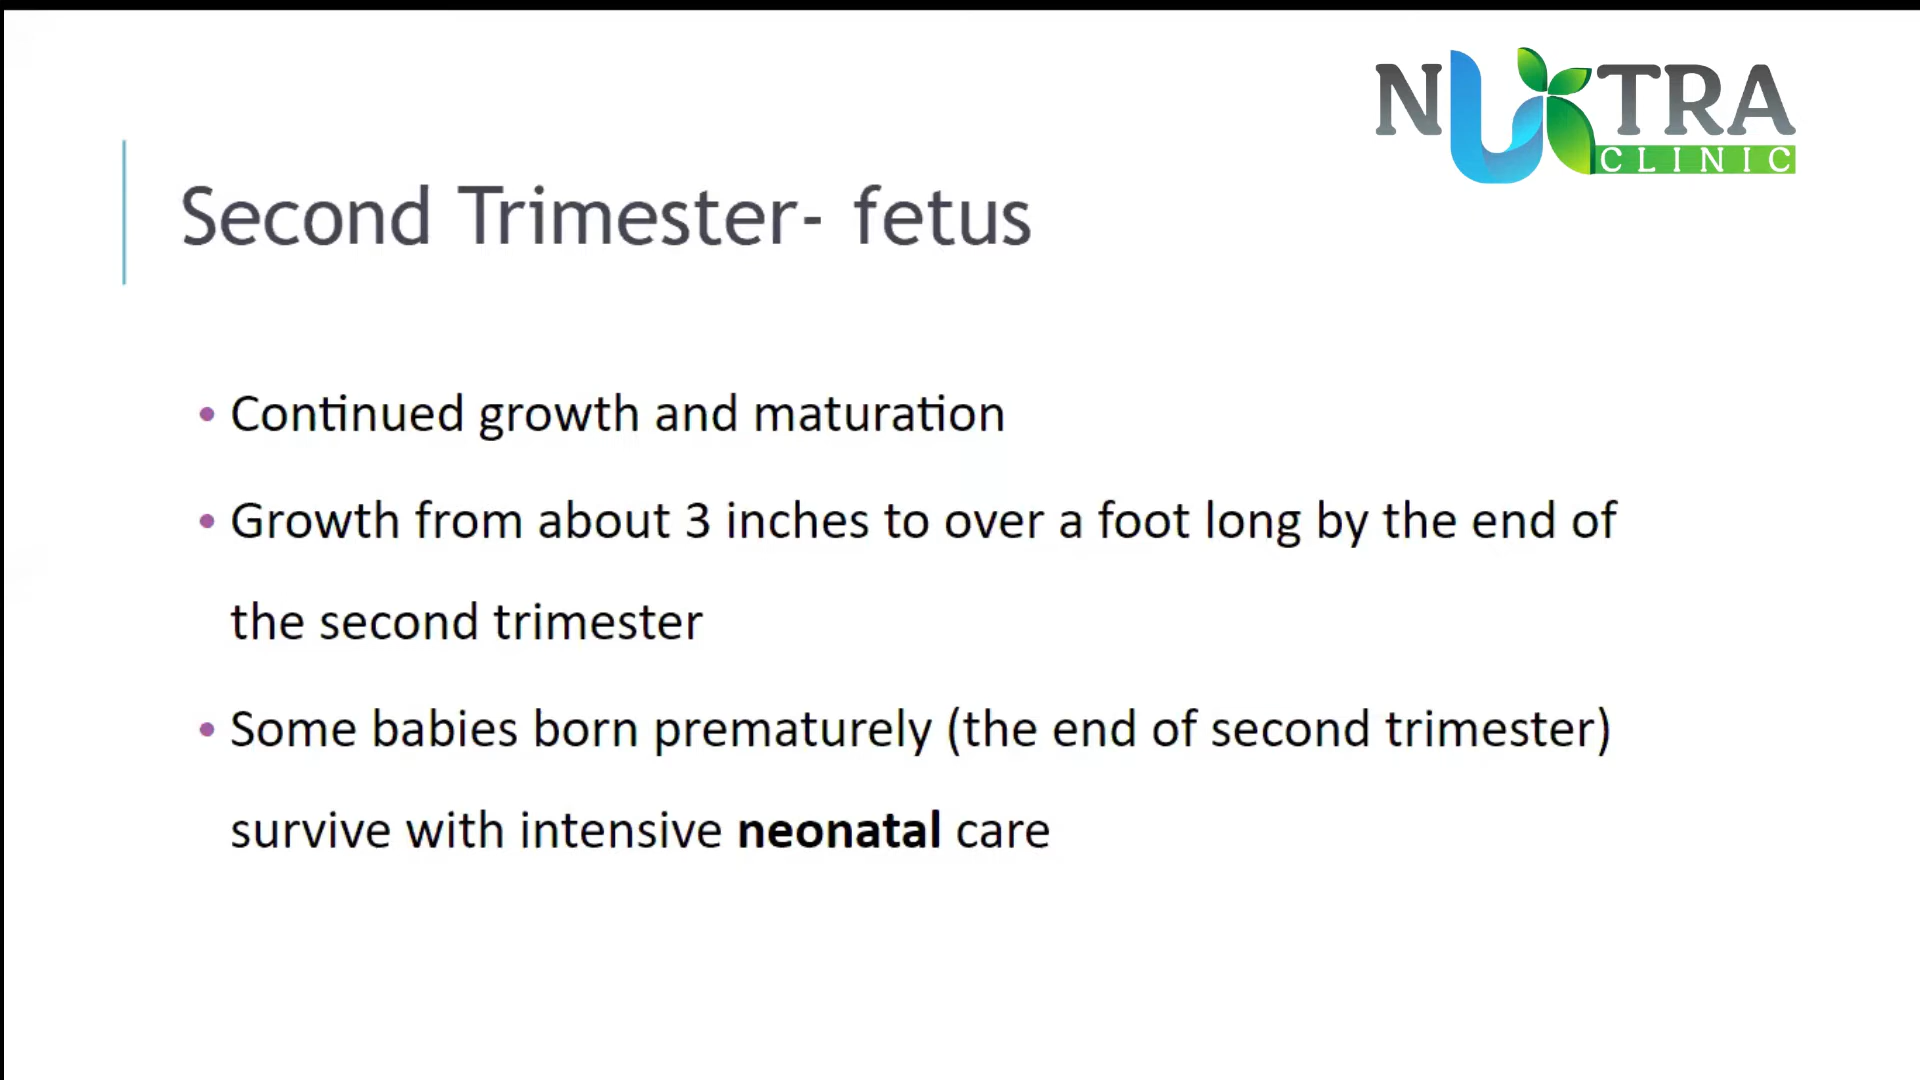 NUTRA
CLINIC
Second Trimester- fetus
• Continued growth and maturation
• Growth from about 3 inches to over a foot long by the end of
the second trimester
• Some babies born prematurely (the end of second trimester)
survive with intensive neonatal care